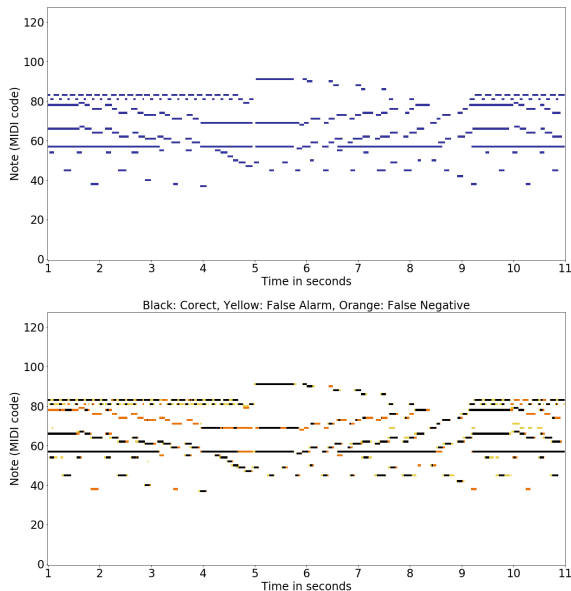 120
100
80
60
40
20
0
Note (MIDI code)
1 2 3 4 5 6 7 8 9 10 11
Time in seconds
Black: Corect, Yellow: False Alarm, Orange: False Negative
120
100
80
60
40
20
0
Note (MIDI code)
1 2 3 4 5 6 7 8 9 10 11
Time in seconds